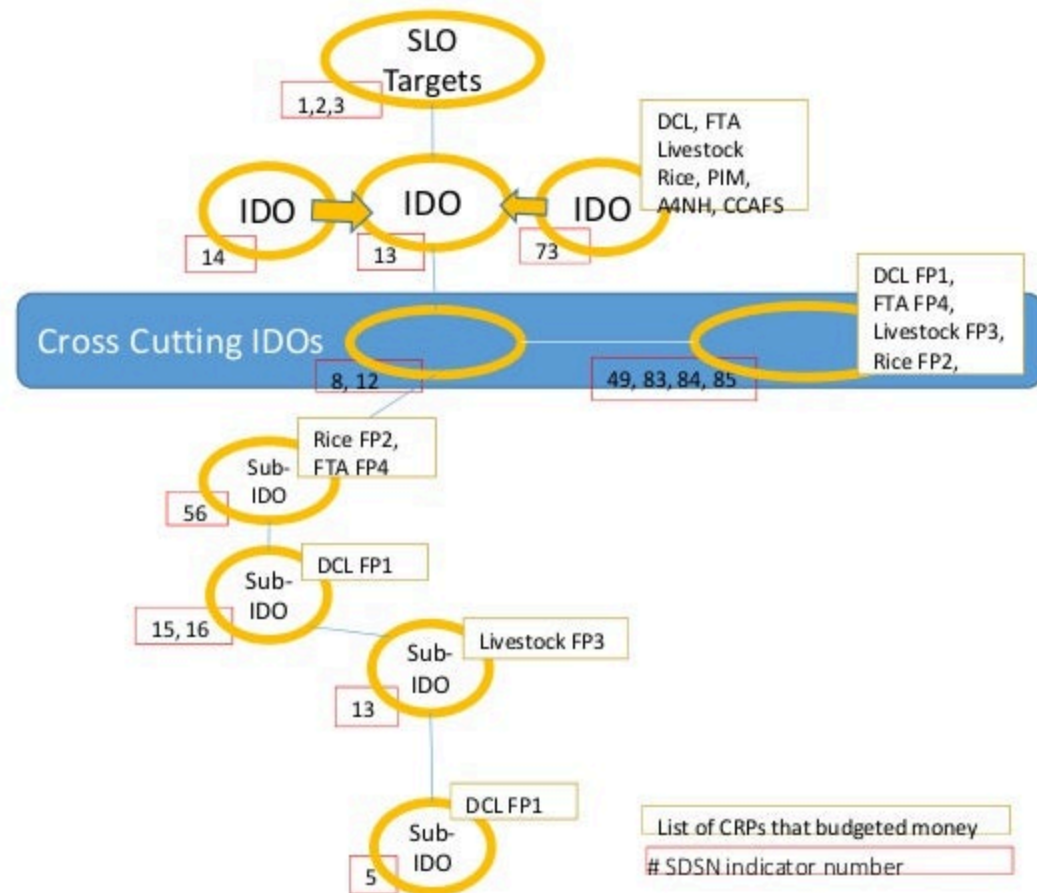 SLO
Targets
1,2,3
DCL, FTA
Livestock
Rice, PIM,
A4NH, CCAFS
IDO
IDO
IDO
14
13
73
DCL FP1,
FTA FP4,
Livestock FP3,
Rice FP2,
Cross Cutting IDOs
8, 12
49, 83, 84, 85
Rice FP2,
FTA FP4
Sub-
IDO
56
DCL FP1
Sub-
IDO
15, 16
Livestock FP3
Sub-
IDO
13
DCL FP1
Sub-
IDO
5
List of CRPs that budgeted money
# SDSN indicator number